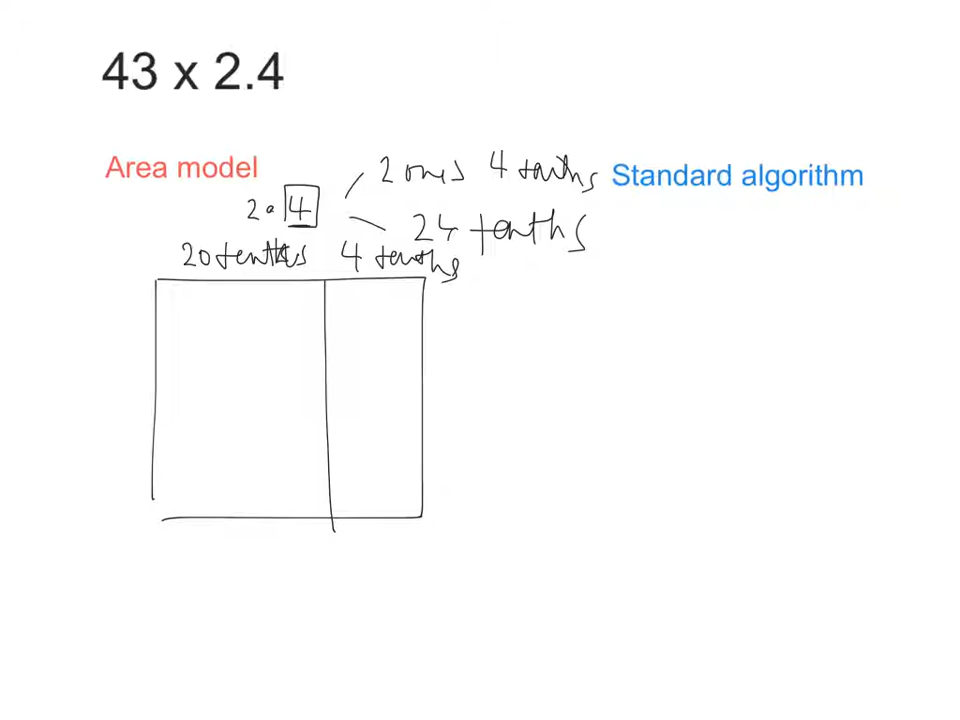 43 x 2.4
Area model
2 ones 4 tenths
Standard algorithm
2.4
24 tenths
20 tenths 4 tenths